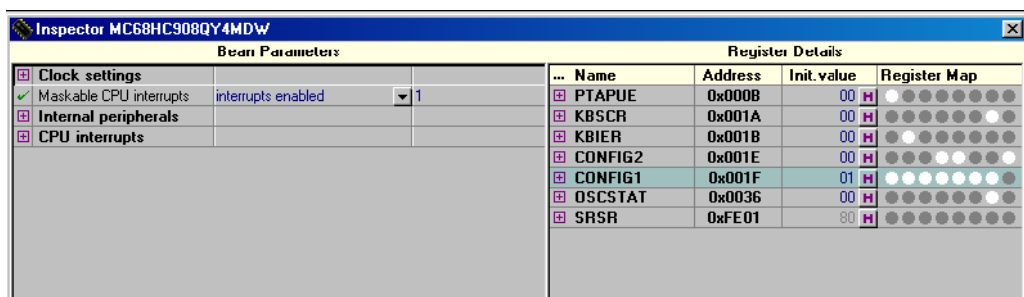 Inspector MC68HC908QY4MDW
Bean Parameters Register Details
Clock settings ... Name Address Init.value Register Map
Maskable CPU interrupts interrupts enabled 1 PTAPUE 0x000B 00 H
Internal peripherals KBSCR 0x001A 00 H
CPU interrupts KBIER 0x001B 00 H
CONFIG2 0x001E 00 H
CONFIG1 0x001F 01 H
OSCSTAT 0x0036 00 H
SRSR 0xFE01 80 H